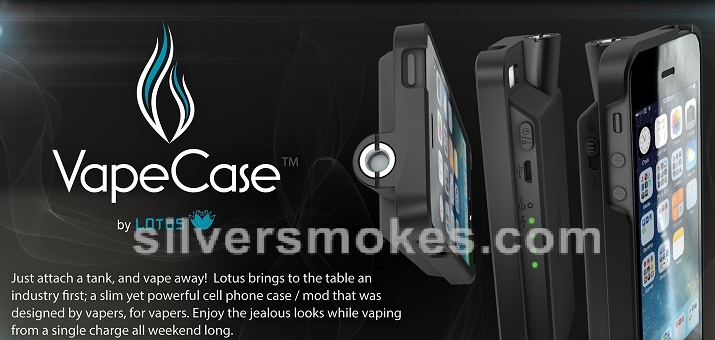 VapeCase™
by LOTUS
silversmokes.com
Just attach a tank, and vape away! Lotus brings to the table an
industry first; a slim yet powerful cell phone case / mod that was
designed by vapers, for vapers. Enjoy the jealous looks while vaping
from a single charge all weekend long.